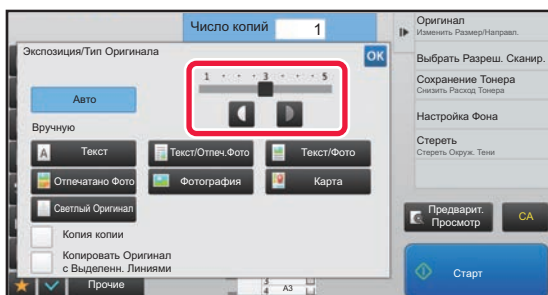 Число копий 1
Экспозиция/Тип Оригинала
OK
1 · · · 3 · · · 5
Авто
Вручную
Текст
Текст/Отпеч.Фото
Текст/Фото
Отпечатано Фото
Фотография
Карта
Светлый Оригинал
Копия копии
Копировать Оригинал
с Выделенн. Линиями
Прочие
3
4
A3
Оригинал
Изменить Размер/Направл.
Выбрать Разреш. Сканир.
Сохранение Тонера
Снизить Расход Тонера
Настройка Фона
Стереть
Стереть Окруж. Тени
Предварит.
Просмотр
CA
Старт